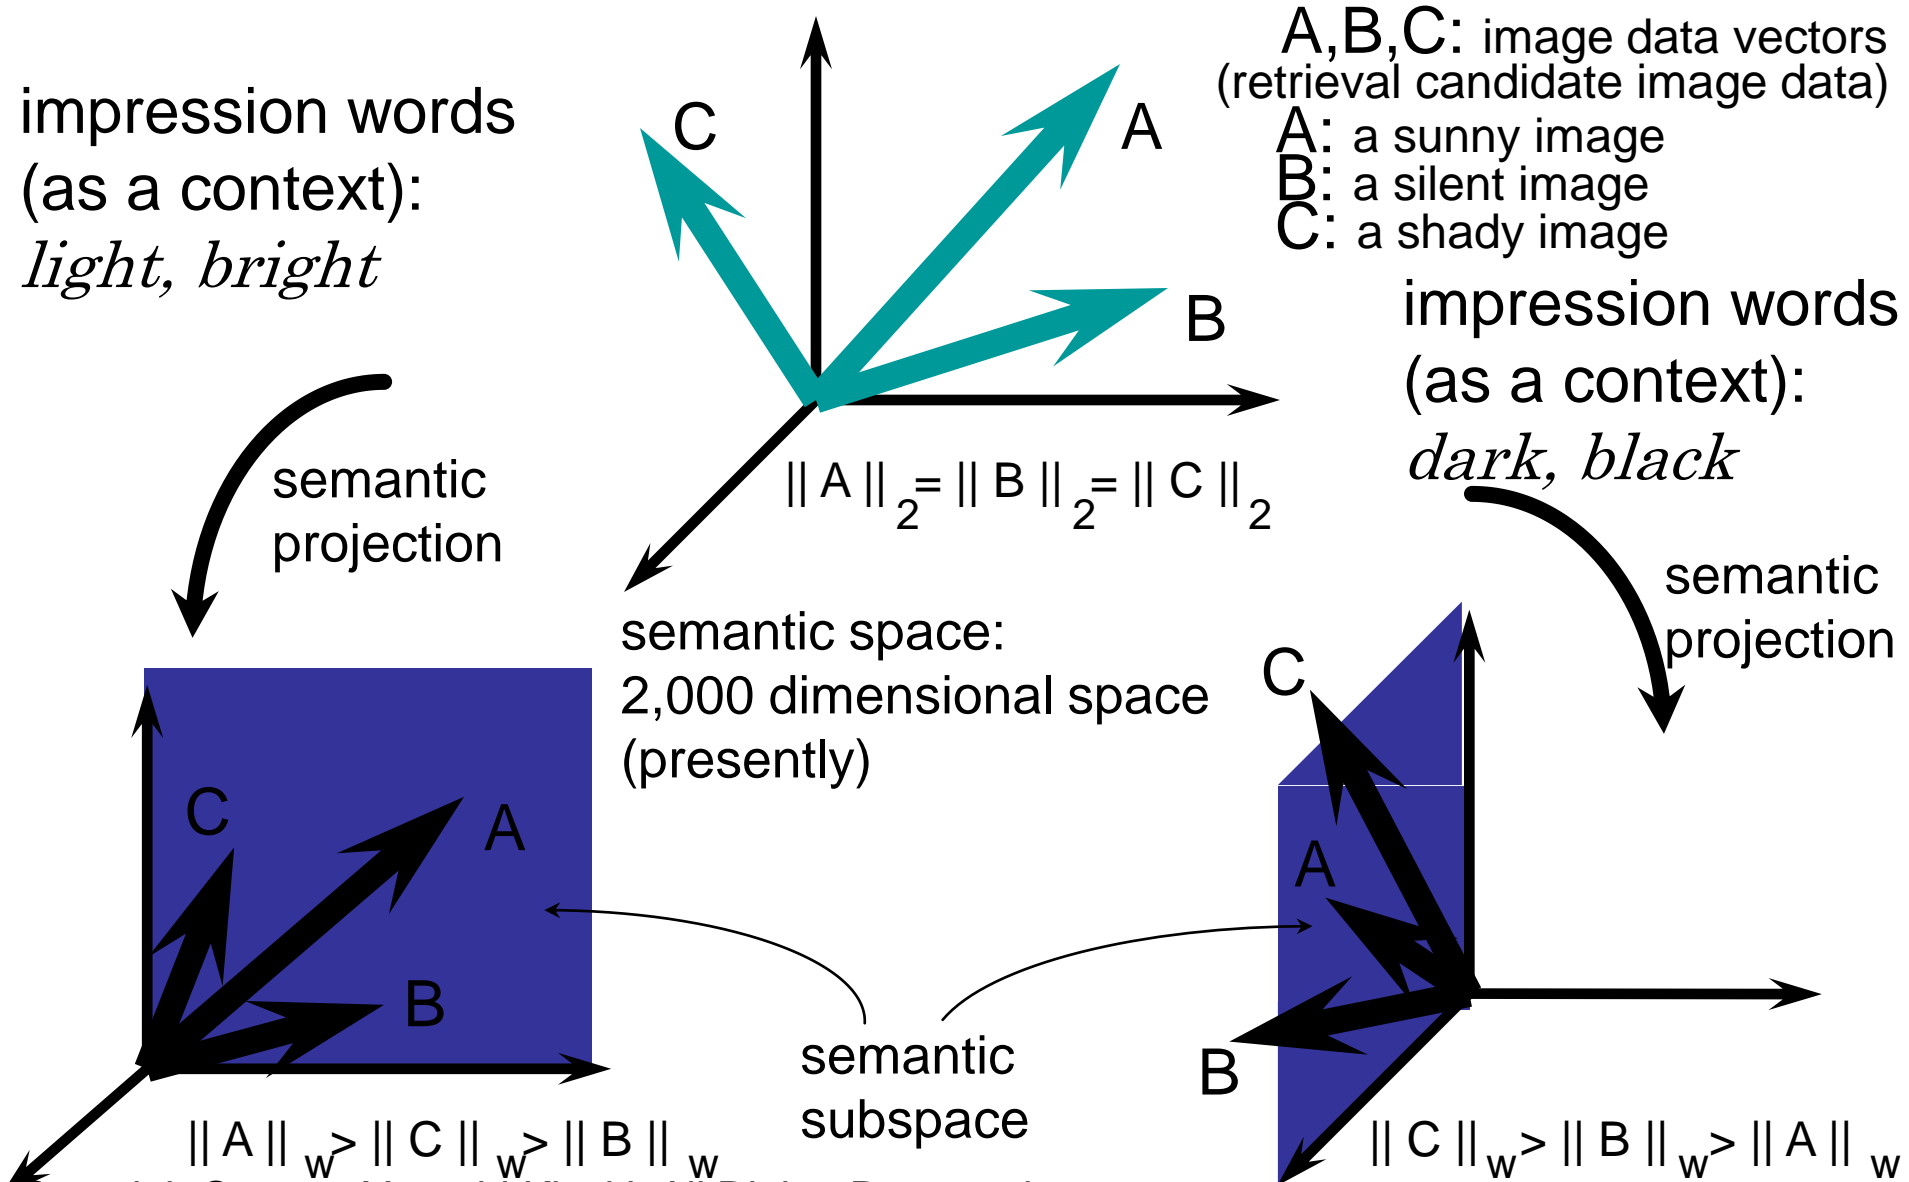 A,B,C: image data vectors
(retrieval candidate image data)
A: a sunny image
B: a silent image
C: a shady image
impression words
(as a context):
light, bright
C
A
B
impression words
(as a context):
dark, black
semantic
projection
|| A ||2= || B ||2= || C ||2
semantic
projection
semantic space:
2,000 dimensional space
(presently)
C
A
B
C
A
B
semantic
subspace
|| A ||w> || C ||w> || B ||w
|| C ||w> || B ||w> || A ||w